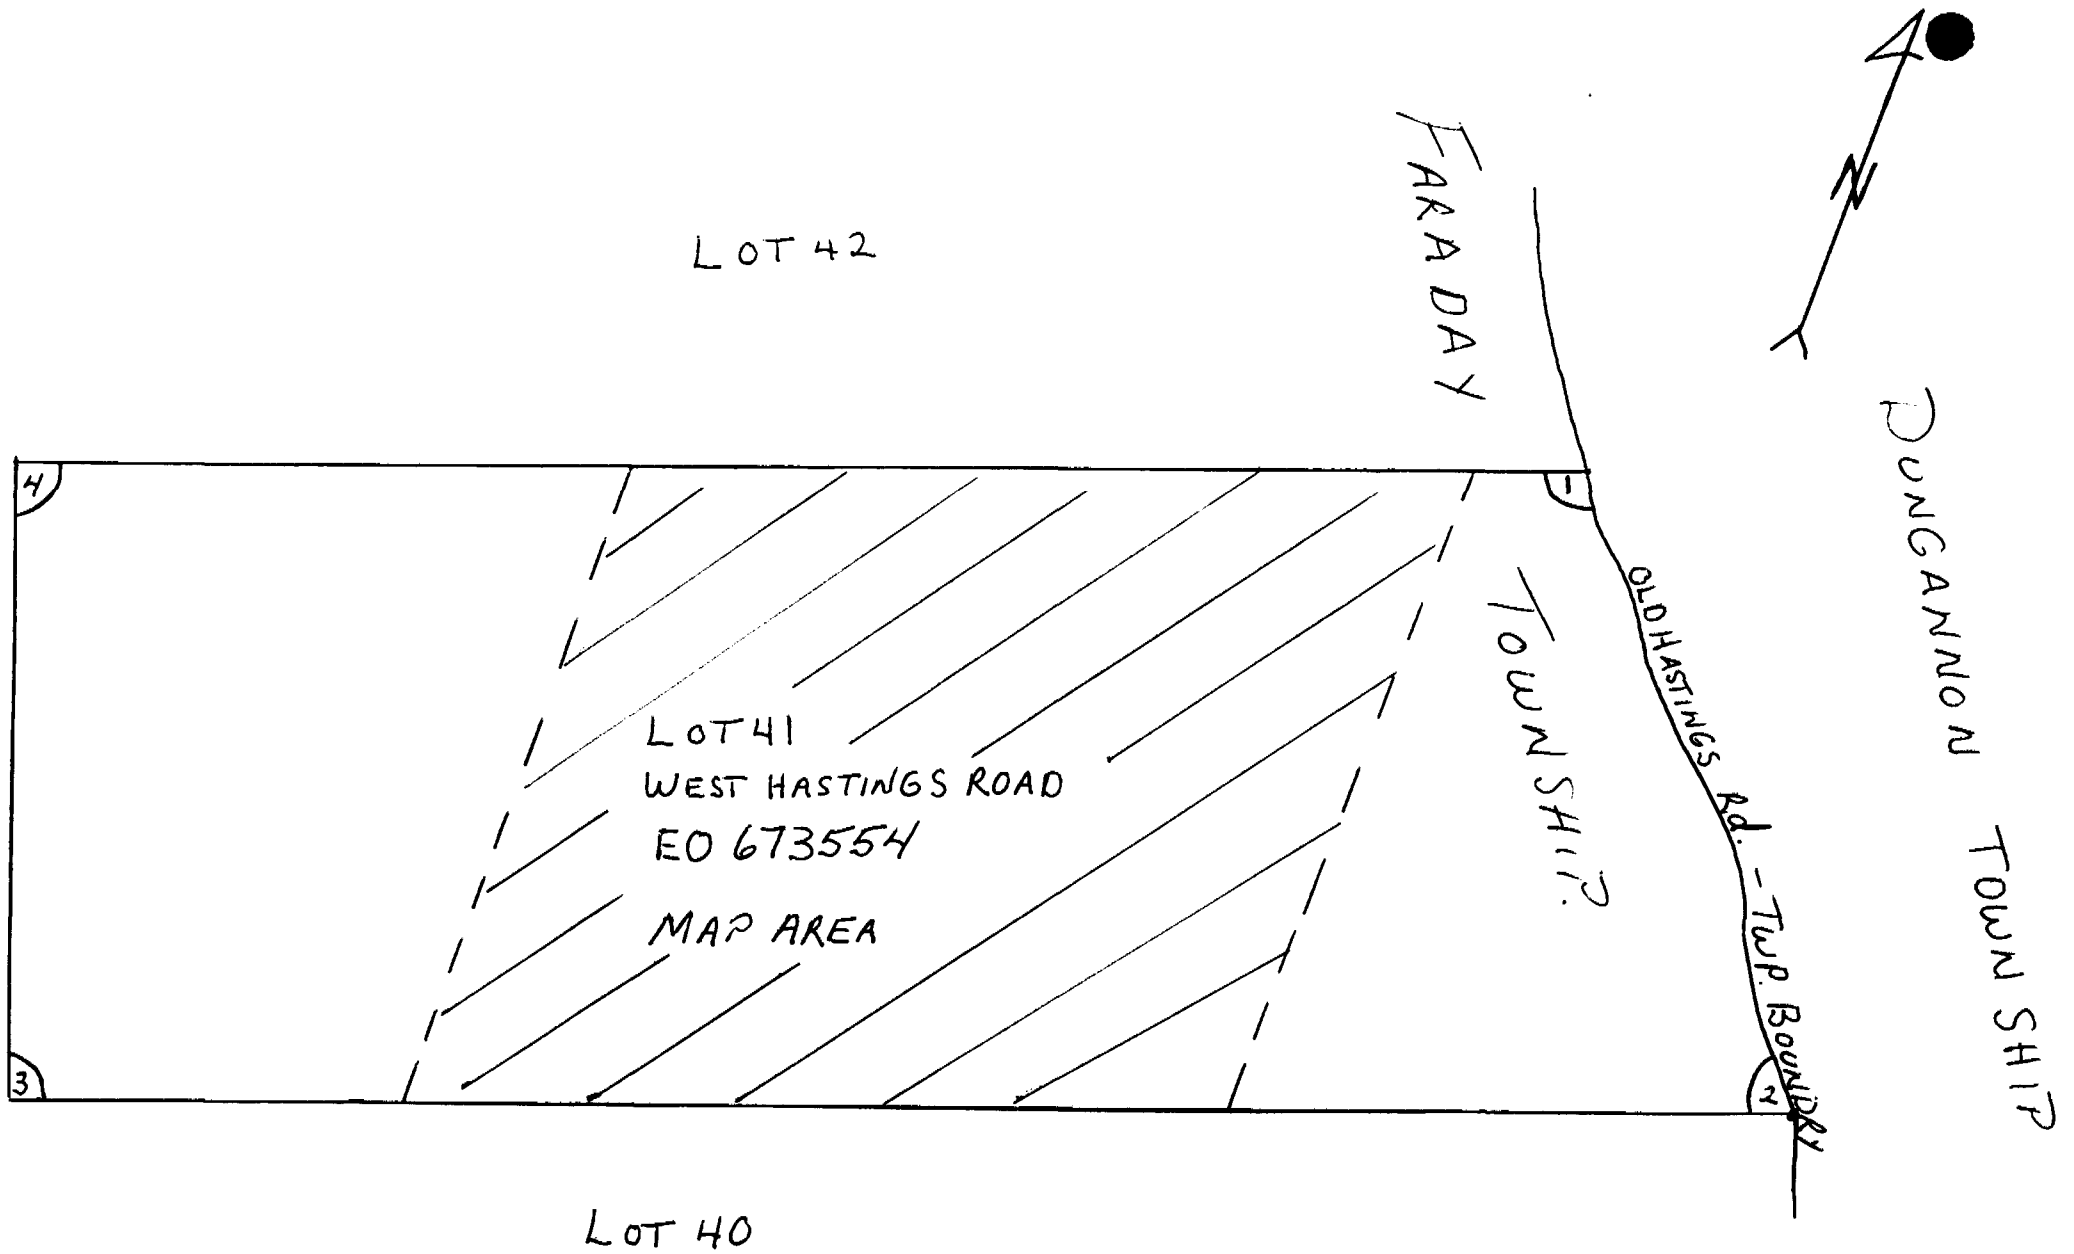 N
LOT 42
FARADAY TOWNSHIP.
DUNGANNON TOWNSHIP
4
1
OLD HASTINGS Rd. - TWP. BOUNDRY
LOT 41
WEST HASTINGS ROAD
EO 673554
MAP AREA
3
2
LOT 40